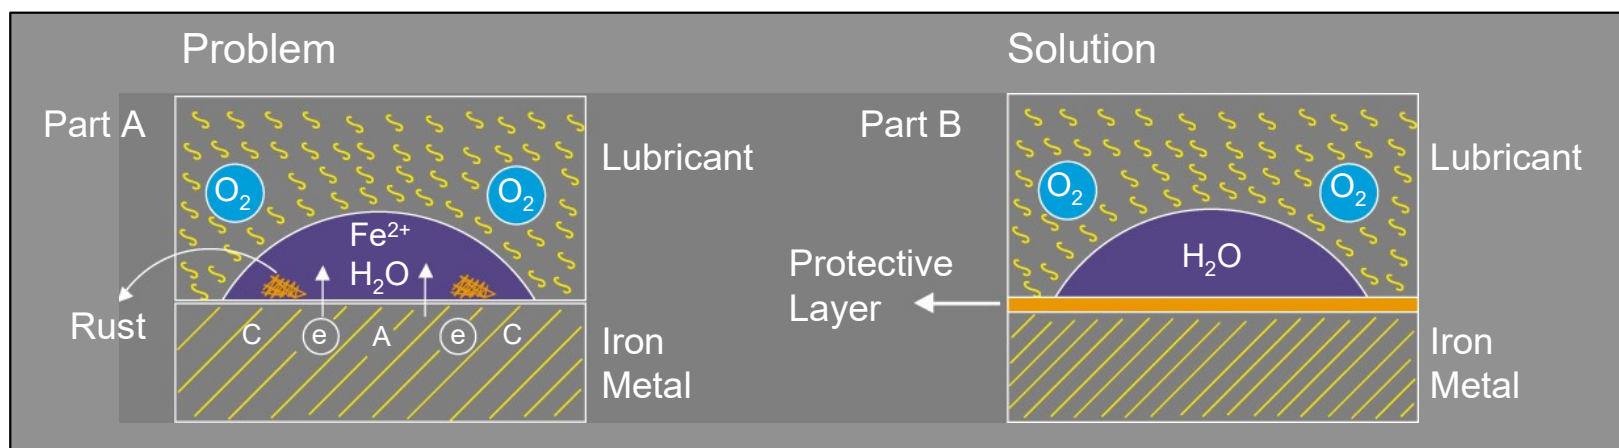 Problem
Part A
Lubricant
O₂
O₂
Fe²⁺
H₂O
Rust
C
e
A
e
C
Iron
Metal
Solution
Part B
Lubricant
O₂
O₂
H₂O
Protective
Layer
Iron
Metal